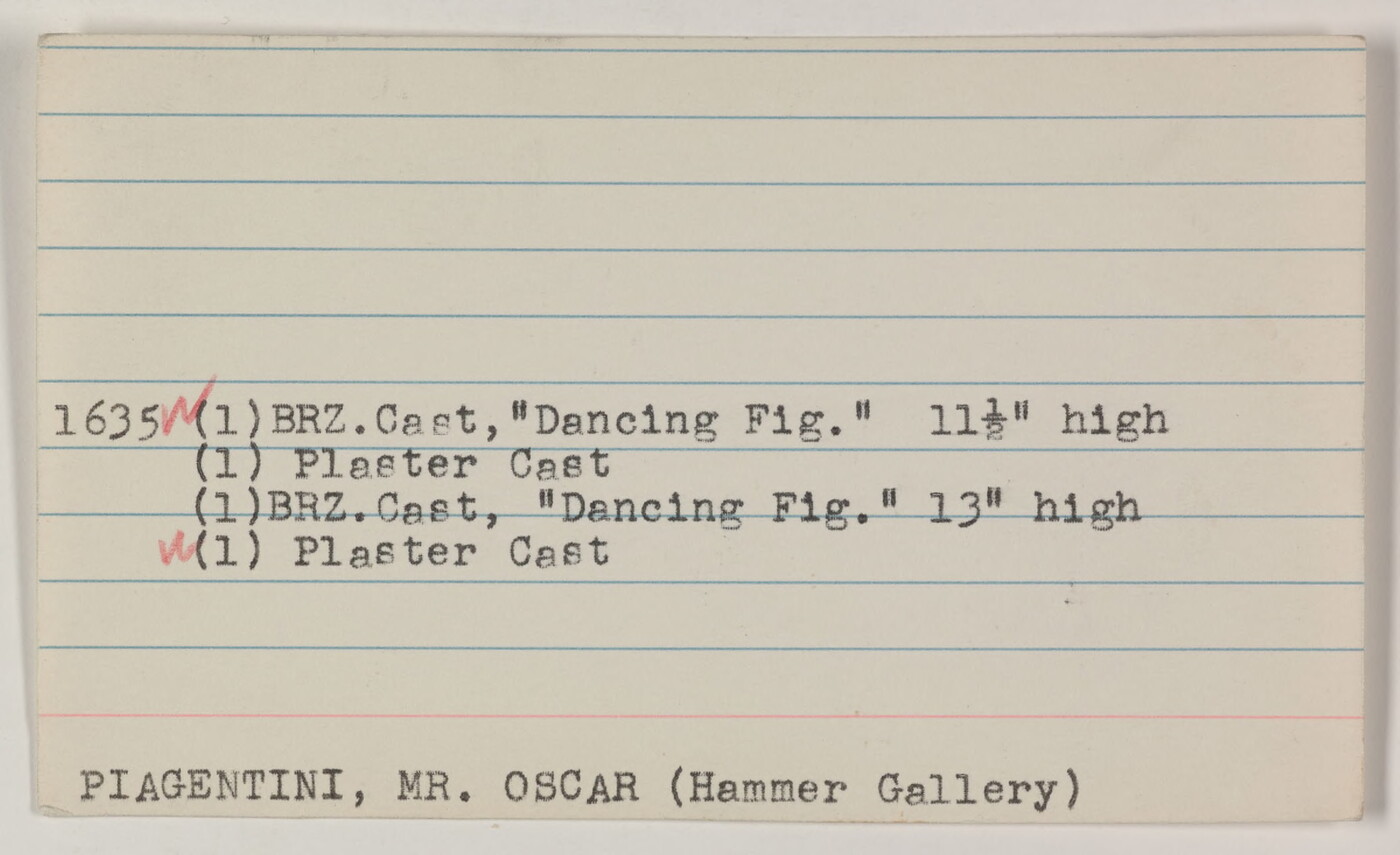 1635 (1)BRZ.Cast,"Dancing Fig." 11½" high
(1) Plaster Cast
(1)BRZ.Cast, "Dancing Fig." 13" high
(1) Plaster Cast
PIAGENTINI, MR. OSCAR (Hammer Gallery)